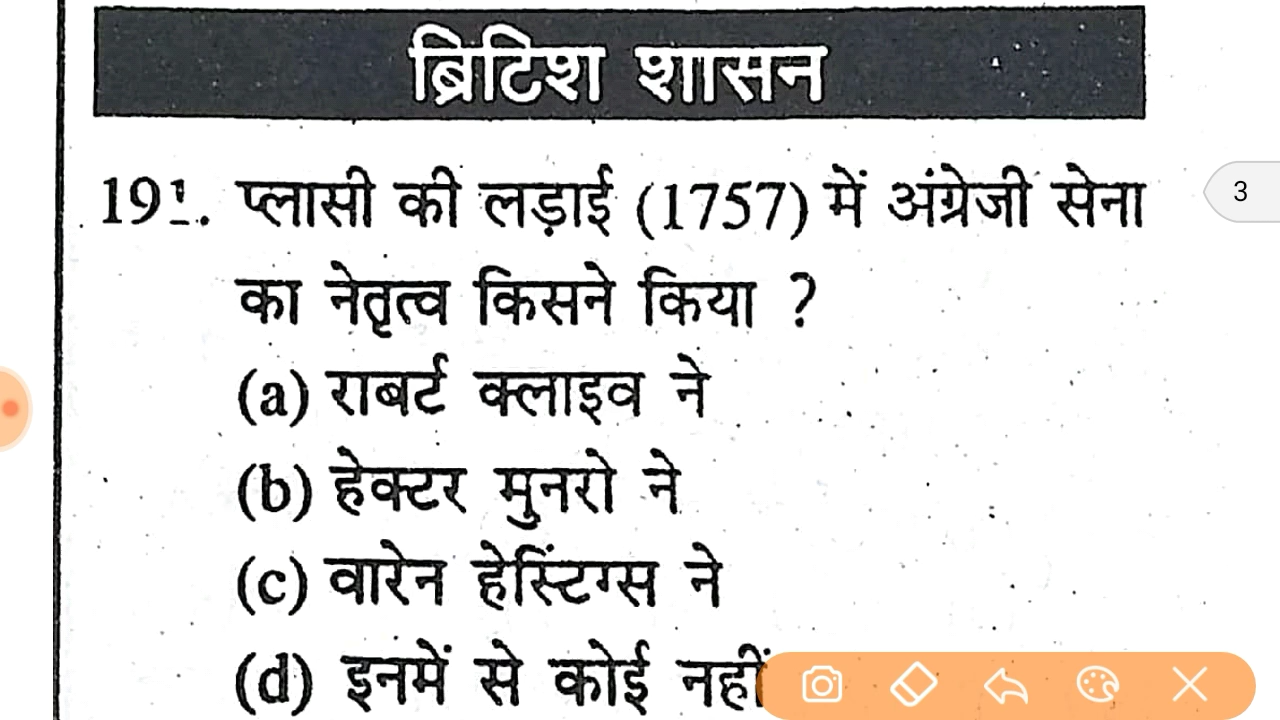 ब्रिटिश शासन
191. प्लासी की लड़ाई (1757) में अंग्रेजी सेना
का नेतृत्व किसने किया ?
(a) राबर्ट क्लाइव ने
(b) हेक्टर मुनरो ने
(c) वारेन हेस्टिंग्स ने
(d) इनमें से कोई नहीं
3